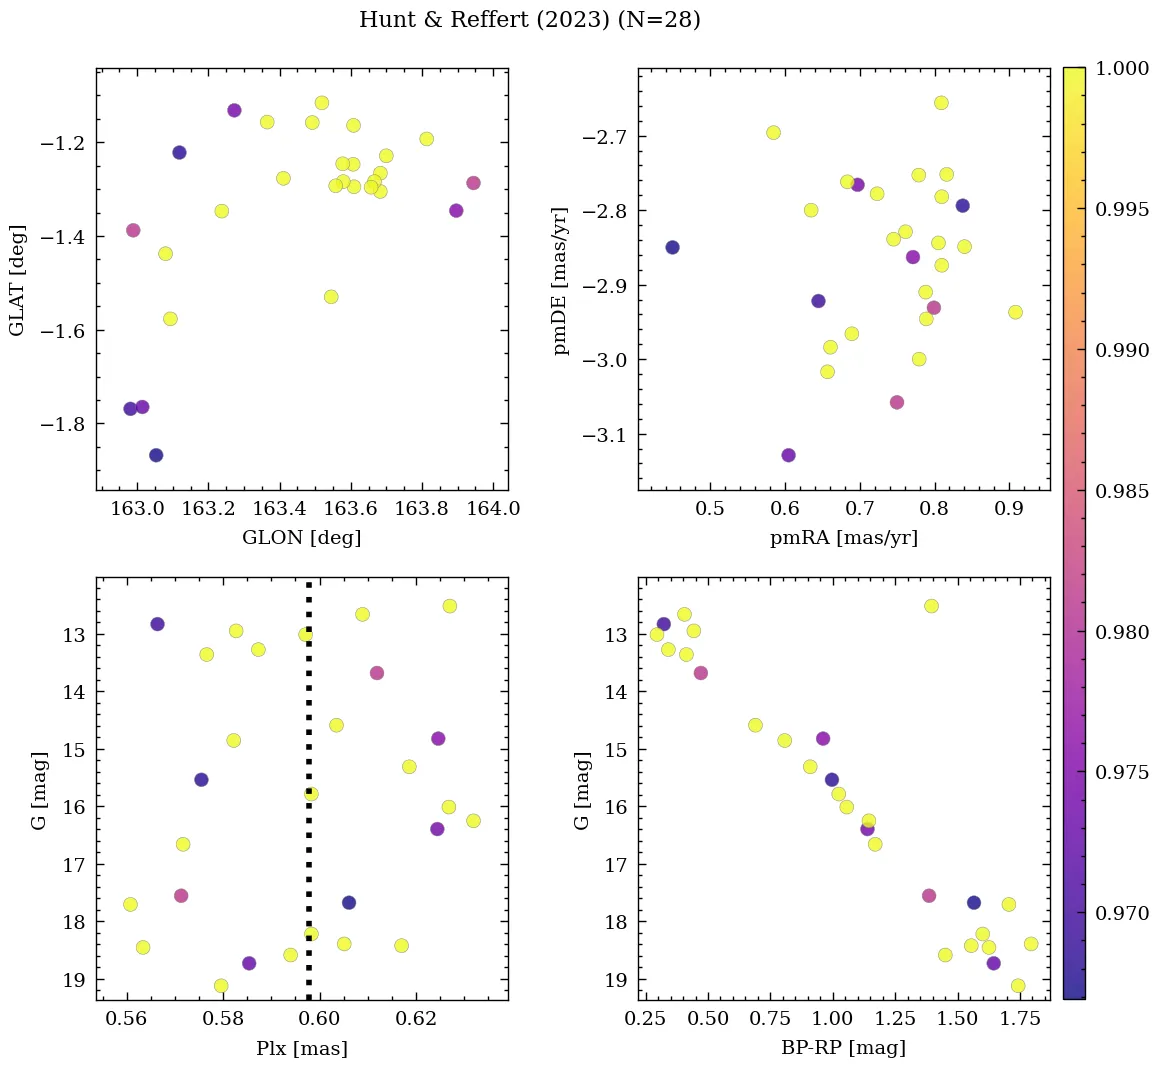 Hunt & Reffert (2023) (N=28)
GLAT [deg]
−1.2
−1.4
−1.6
−1.8
163.0 163.2 163.4 163.6 163.8 164.0
GLON [deg]
pmDE [mas/yr]
−2.7
−2.8
−2.9
−3.0
−3.1
0.5 0.6 0.7 0.8 0.9
pmRA [mas/yr]
G [mag]
13
14
15
16
17
18
19
0.56 0.58 0.60 0.62
Plx [mas]
G [mag]
13
14
15
16
17
18
19
0.25 0.50 0.75 1.00 1.25 1.50 1.75
BP-RP [mag]
1.000
0.995
0.990
0.985
0.980
0.975
0.970